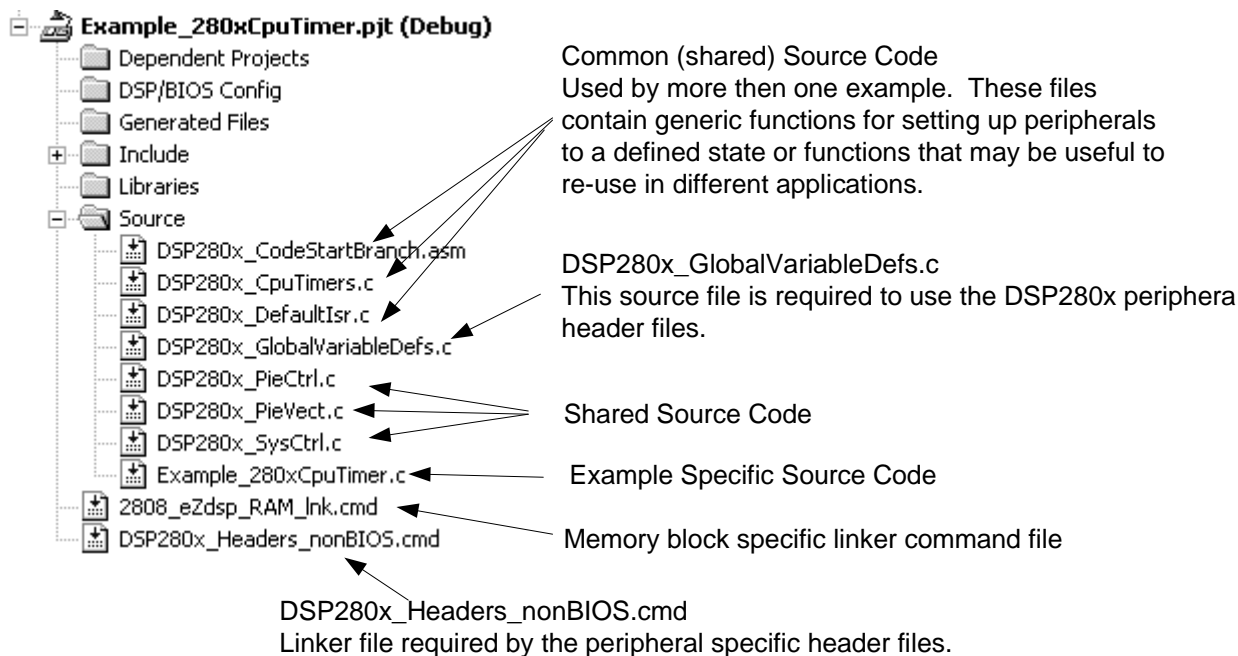 Example_280xCpuTimer.pjt (Debug)
Dependent Projects
DSP/BIOS Config
Generated Files
Include
Libraries
Source
DSP280x_CodeStartBranch.asm
DSP280x_CpuTimers.c
DSP280x_DefaultIsr.c
DSP280x_GlobalVariableDefs.c
DSP280x_PieCtrl.c
DSP280x_PieVect.c
DSP280x_SysCtrl.c
Example_280xCpuTimer.c
2808_eZdsp_RAM_lnk.cmd
DSP280x_Headers_nonBIOS.cmd
Common (shared) Source Code
Used by more then one example. These files
contain generic functions for setting up peripherals
to a defined state or functions that may be useful to
re-use in different applications.
DSP280x_GlobalVariableDefs.c
This source file is required to use the DSP280x periphera
header files.
Shared Source Code
Example Specific Source Code
Memory block specific linker command file
DSP280x_Headers_nonBIOS.cmd
Linker file required by the peripheral specific header files.